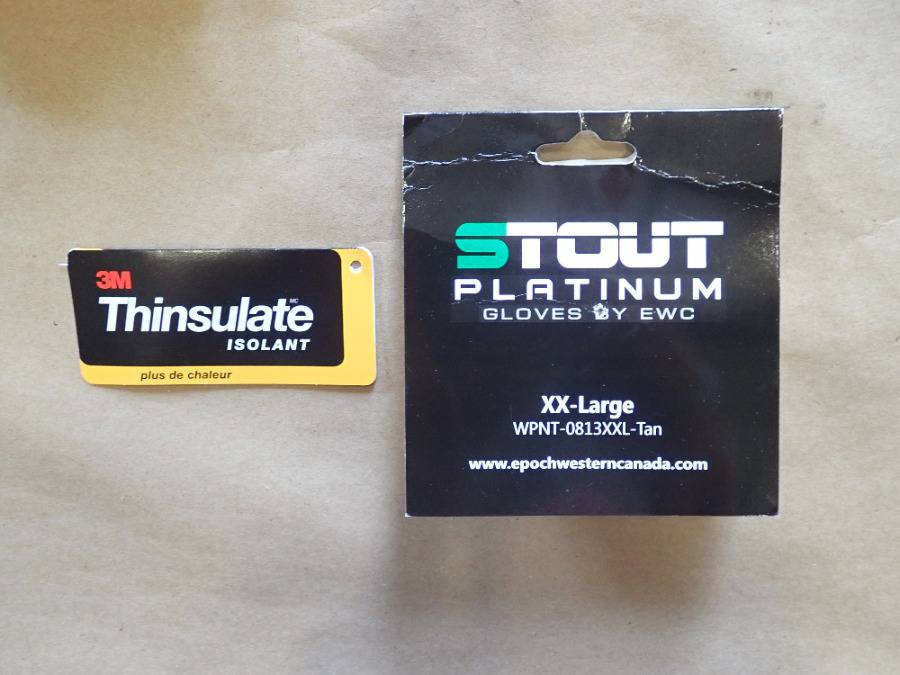 3M
Thinsulate MC
ISOLANT
plus de chaleur
STOUT
PLATINUM
GLOVES BY EWC
XX-Large
WPNT-0813XXL-Tan
www.epochwesterncanada.com